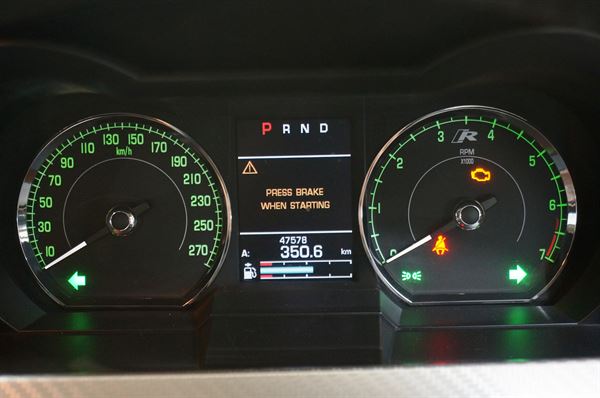 10 30 50 70 90 110 130 150 170 190 210 230 250 270
km/h
P R N D
PRESS BRAKE
WHEN STARTING
47578
A: 350.6 km
0 1 2 3 4 5 6 7
R
RPM
X1000